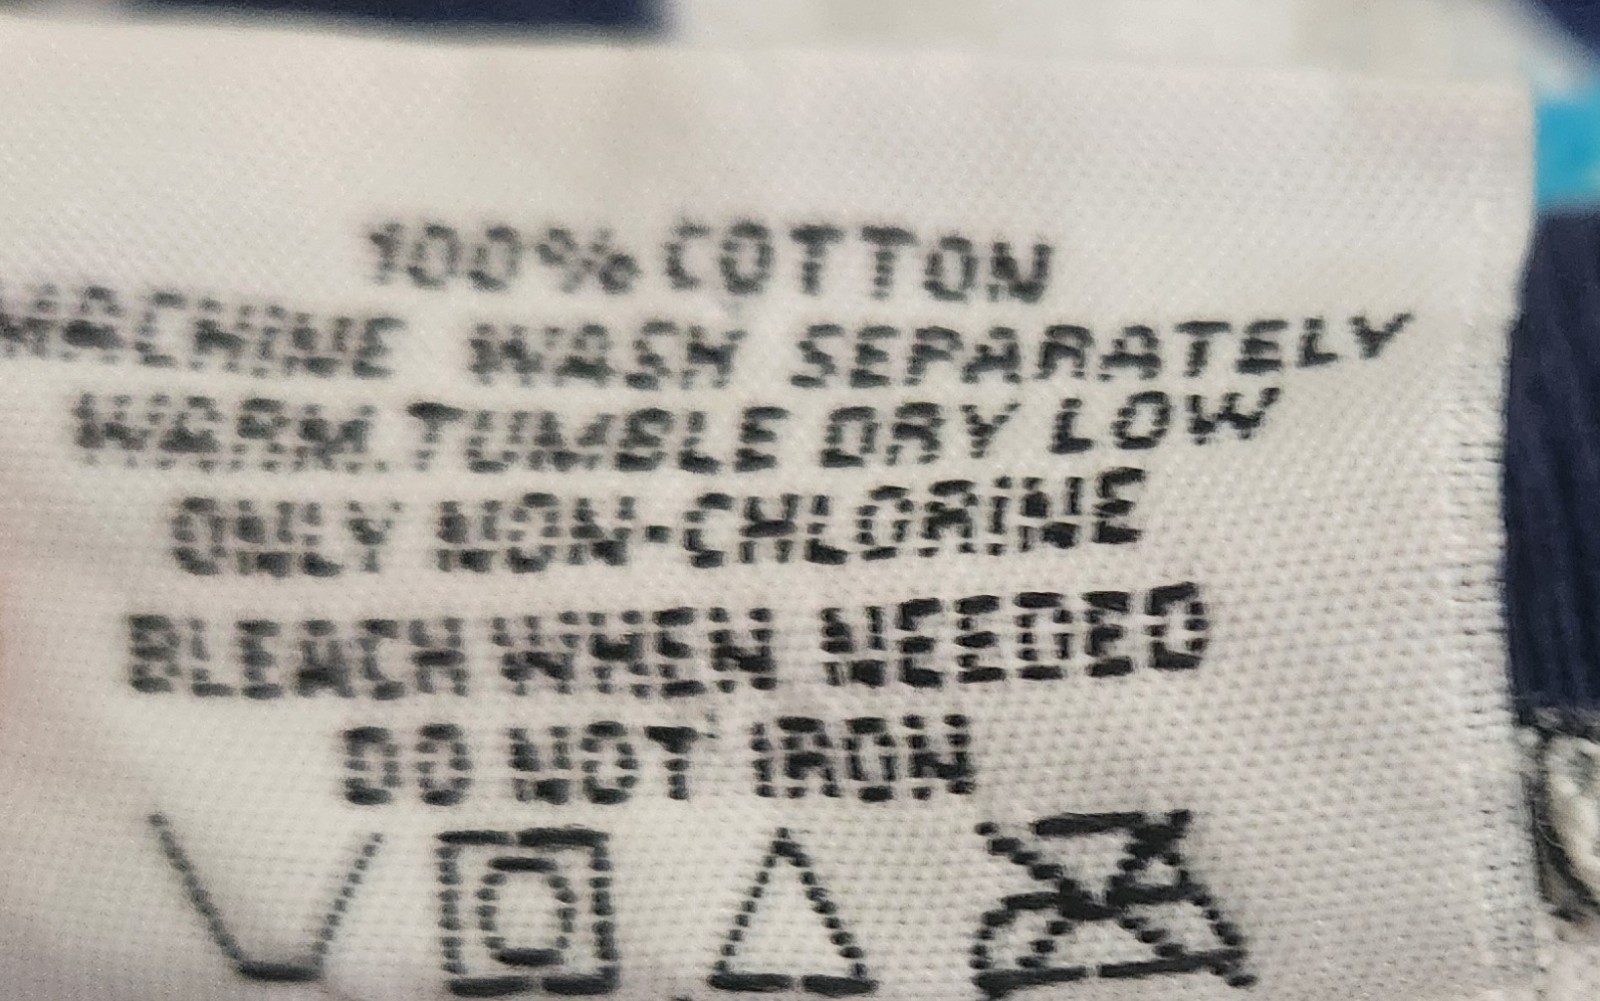 100% COTTON
MACHINE WASH SEPARATELY
WARM.TUMBLE DRY LOW
ONLY NON-CHLORINE
BLEACH WHEN NEEDED
DO NOT IRON